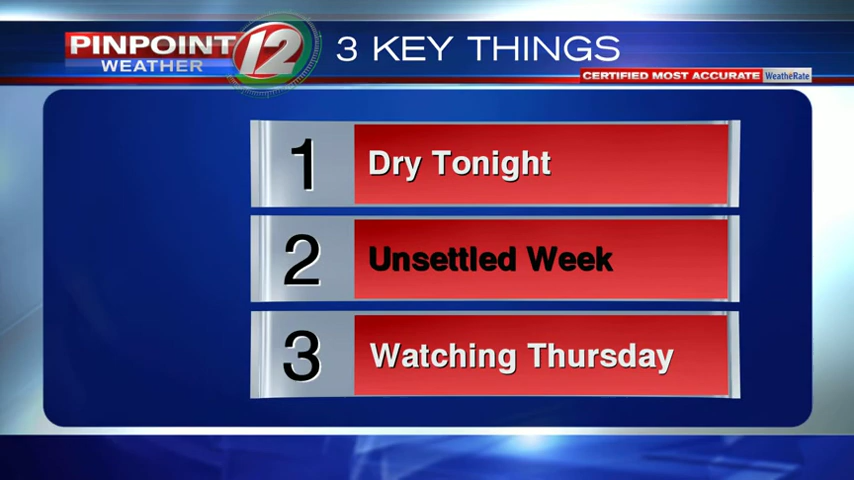 PINPOINT 12
WEATHER
3 KEY THINGS
CERTIFIED MOST ACCURATE WeatheRate
1 Dry Tonight
2 Unsettled Week
3 Watching Thursday